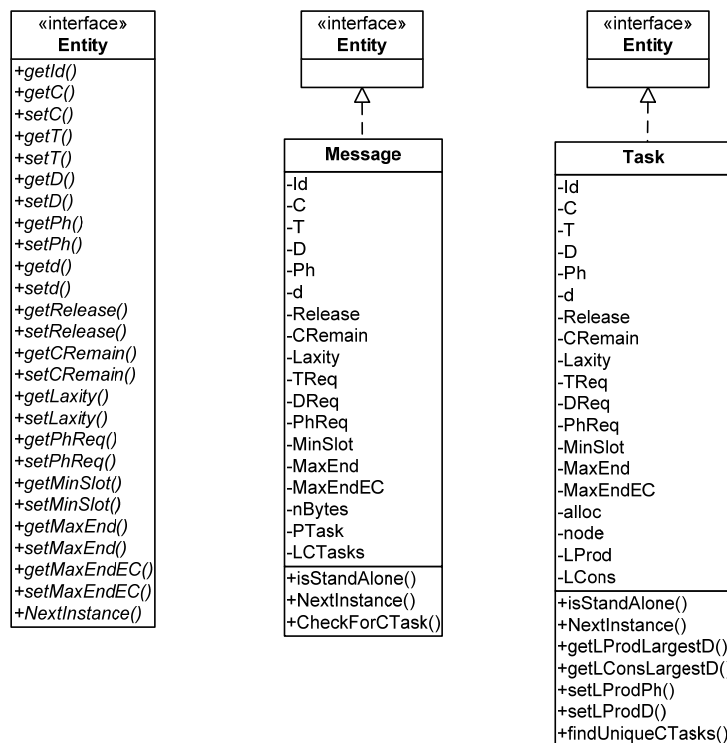 «interface»
Entity
+getId()
+getC()
+setC()
+getT()
+setT()
+getD()
+setD()
+getPh()
+setPh()
+getd()
+setd()
+getRelease()
+setRelease()
+getCRemain()
+setCRemain()
+getLaxity()
+setLaxity()
+getPhReq()
+setPhReq()
+getMinSlot()
+setMinSlot()
+getMaxEnd()
+setMaxEnd()
+getMaxEndEC()
+setMaxEndEC()
+NextInstance()
«interface»
Entity
Message
-Id
-C
-T
-D
-Ph
-d
-Release
-CRemain
-Laxity
-TReq
-DReq
-PhReq
-MinSlot
-MaxEnd
-MaxEndEC
-nBytes
-PTask
-LCTasks
+isStandAlone()
+NextInstance()
+CheckForCTask()
«interface»
Entity
Task
-Id
-C
-T
-D
-Ph
-d
-Release
-CRemain
-Laxity
-TReq
-DReq
-PhReq
-MinSlot
-MaxEnd
-MaxEndEC
-alloc
-node
-LProd
-LCons
+isStandAlone()
+NextInstance()
+getLProdLargestD()
+getLConsLargestD()
+setLProdPh()
+setLProdD()
+findUniqueCTasks()